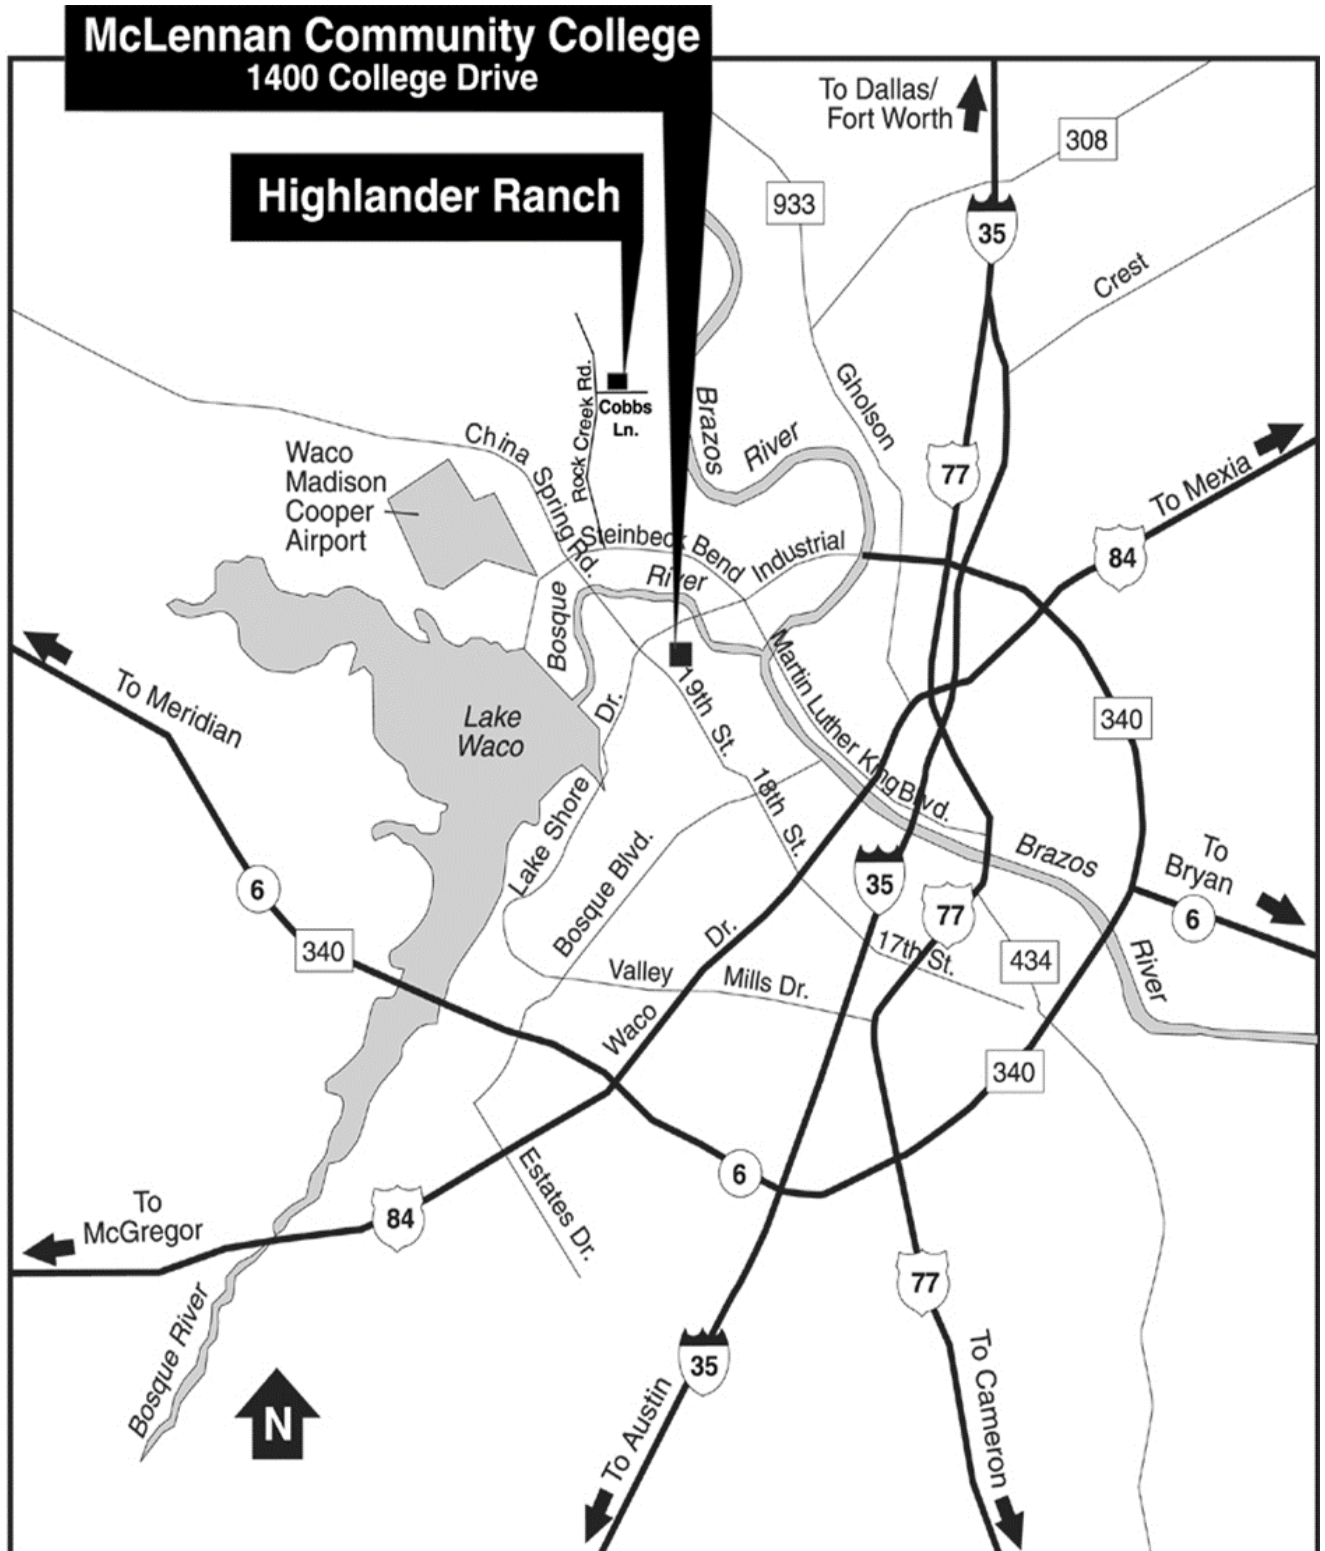 McLennan Community College
1400 College Drive
To Dallas/
Fort Worth
308
Highlander Ranch
933
35
Crest
Rock Creek Rd.
Cobbs
Ln.
Gholson
Brazos
River
China
Spring Rd.
77
To Mexia
84
Waco
Madison
Cooper
Airport
Steinbeck Bend
Industrial
River
Bosque
To Meridian
Lake
Waco
Dr.
19th St.
Martin Luther King Blvd.
340
Lake Shore
18th St.
Bosque Blvd.
Brazos
River
To
Bryan
6
35
77
6
340
Dr.
17th St.
434
Valley
Mills Dr.
Waco
340
6
Estates Dr.
To
McGregor
84
77
Bosque River
35
To Cameron
To Austin
N